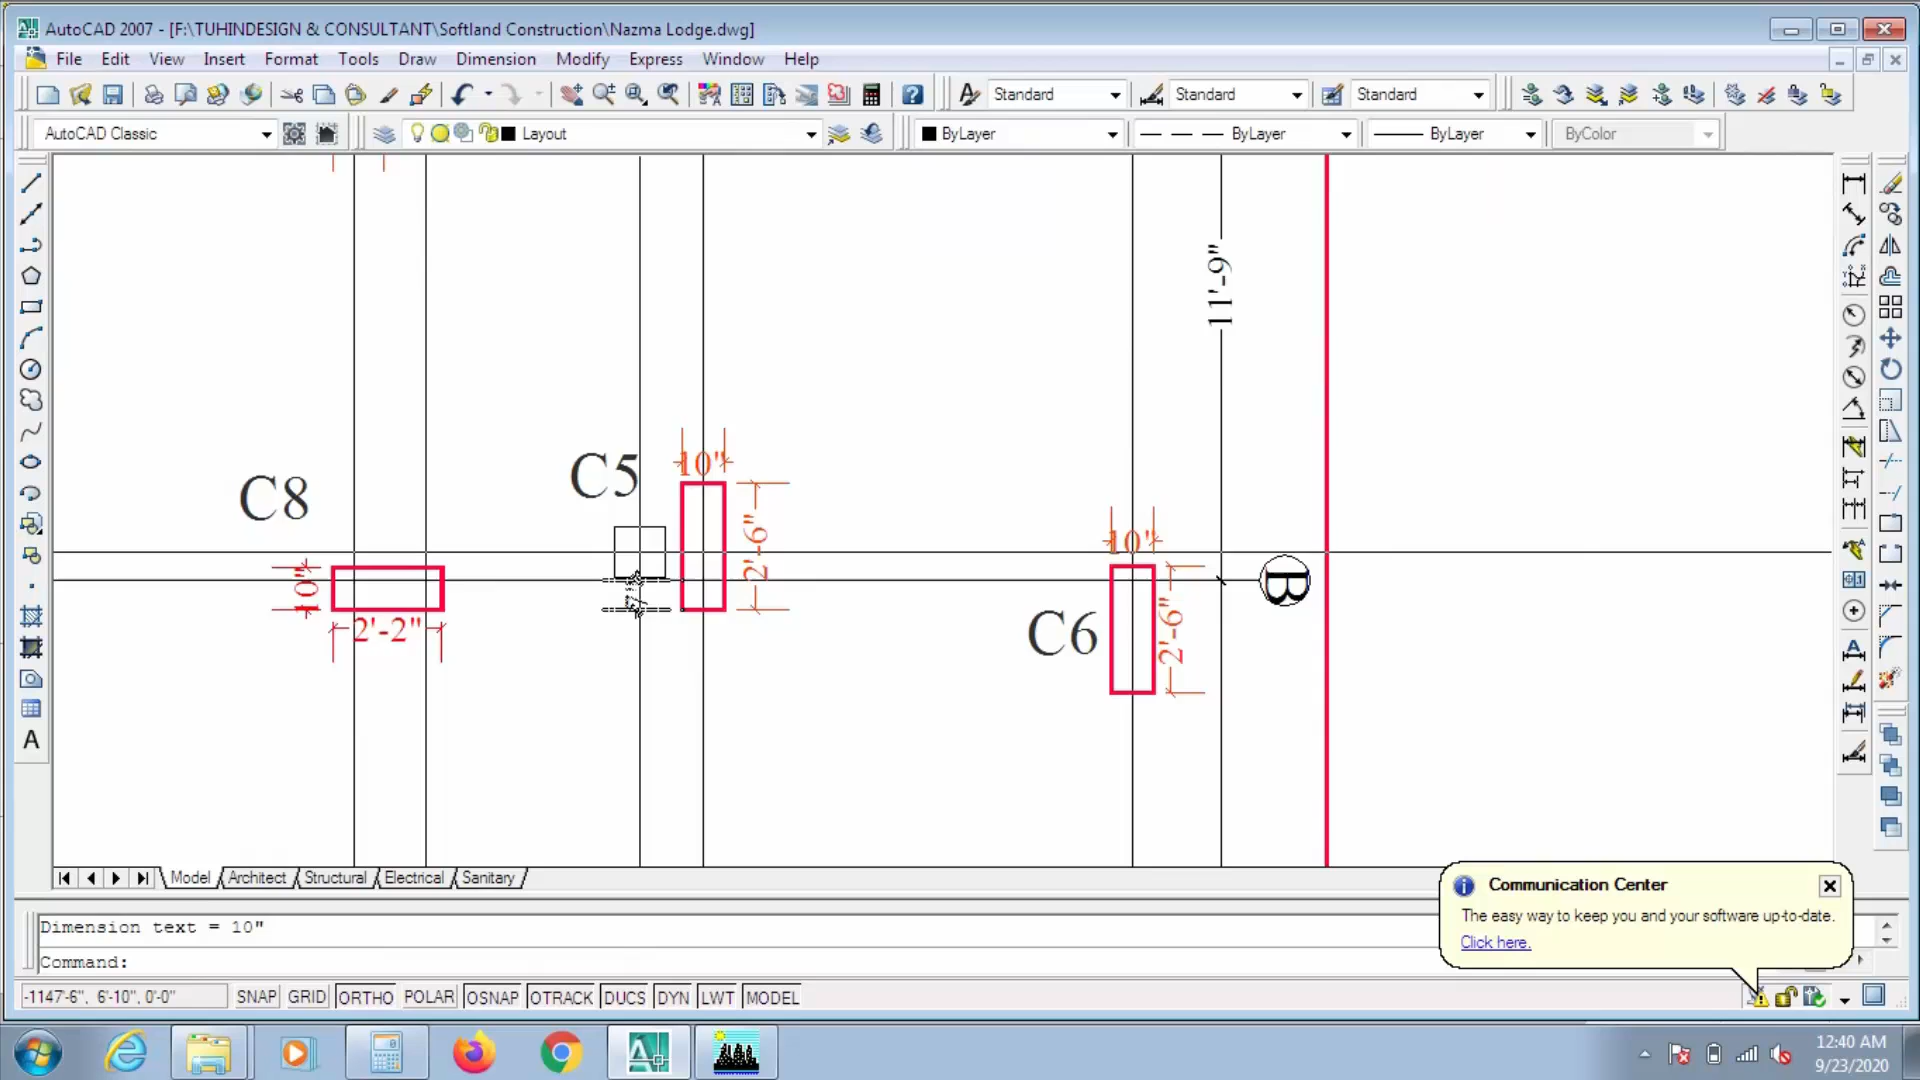 AutoCAD 2007 - [F:\TUHINDESIGN & CONSULTANT\Softland Construction\Nazma Lodge.dwg]
File Edit View Insert Format Tools Draw Dimension Modify Express Window Help
Standard Standard Standard
AutoCAD Classic Layout ByLayer ByLayer ByLayer ByColor
11'-9"
C5 10"
C8
2'-6"
10"
10"
7"
B
2'-2"
C6
2'-6"
Model Architect Structural Electrical Sanitary
Communication Center
The easy way to keep you and your software up-to-date.
Click here.
Dimension text = 10"
Command:
-1147'-6", 6'-10", 0'-0" SNAP GRID ORTHO POLAR OSNAP OTRACK DUCS DYN LWT MODEL
12:40 AM
9/23/2020